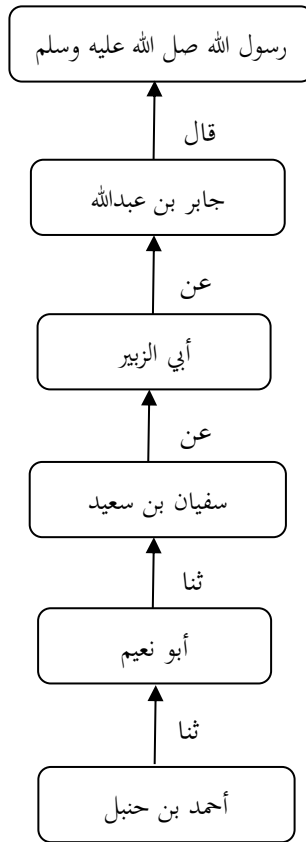 رسول الله صل الله عليه وسلم
قال
جابر بن عبدالله
عن
أبي الزبير
عن
سفيان بن سعيد
ثنا
أبو نعيم
ثنا
أحمد بن حنبل